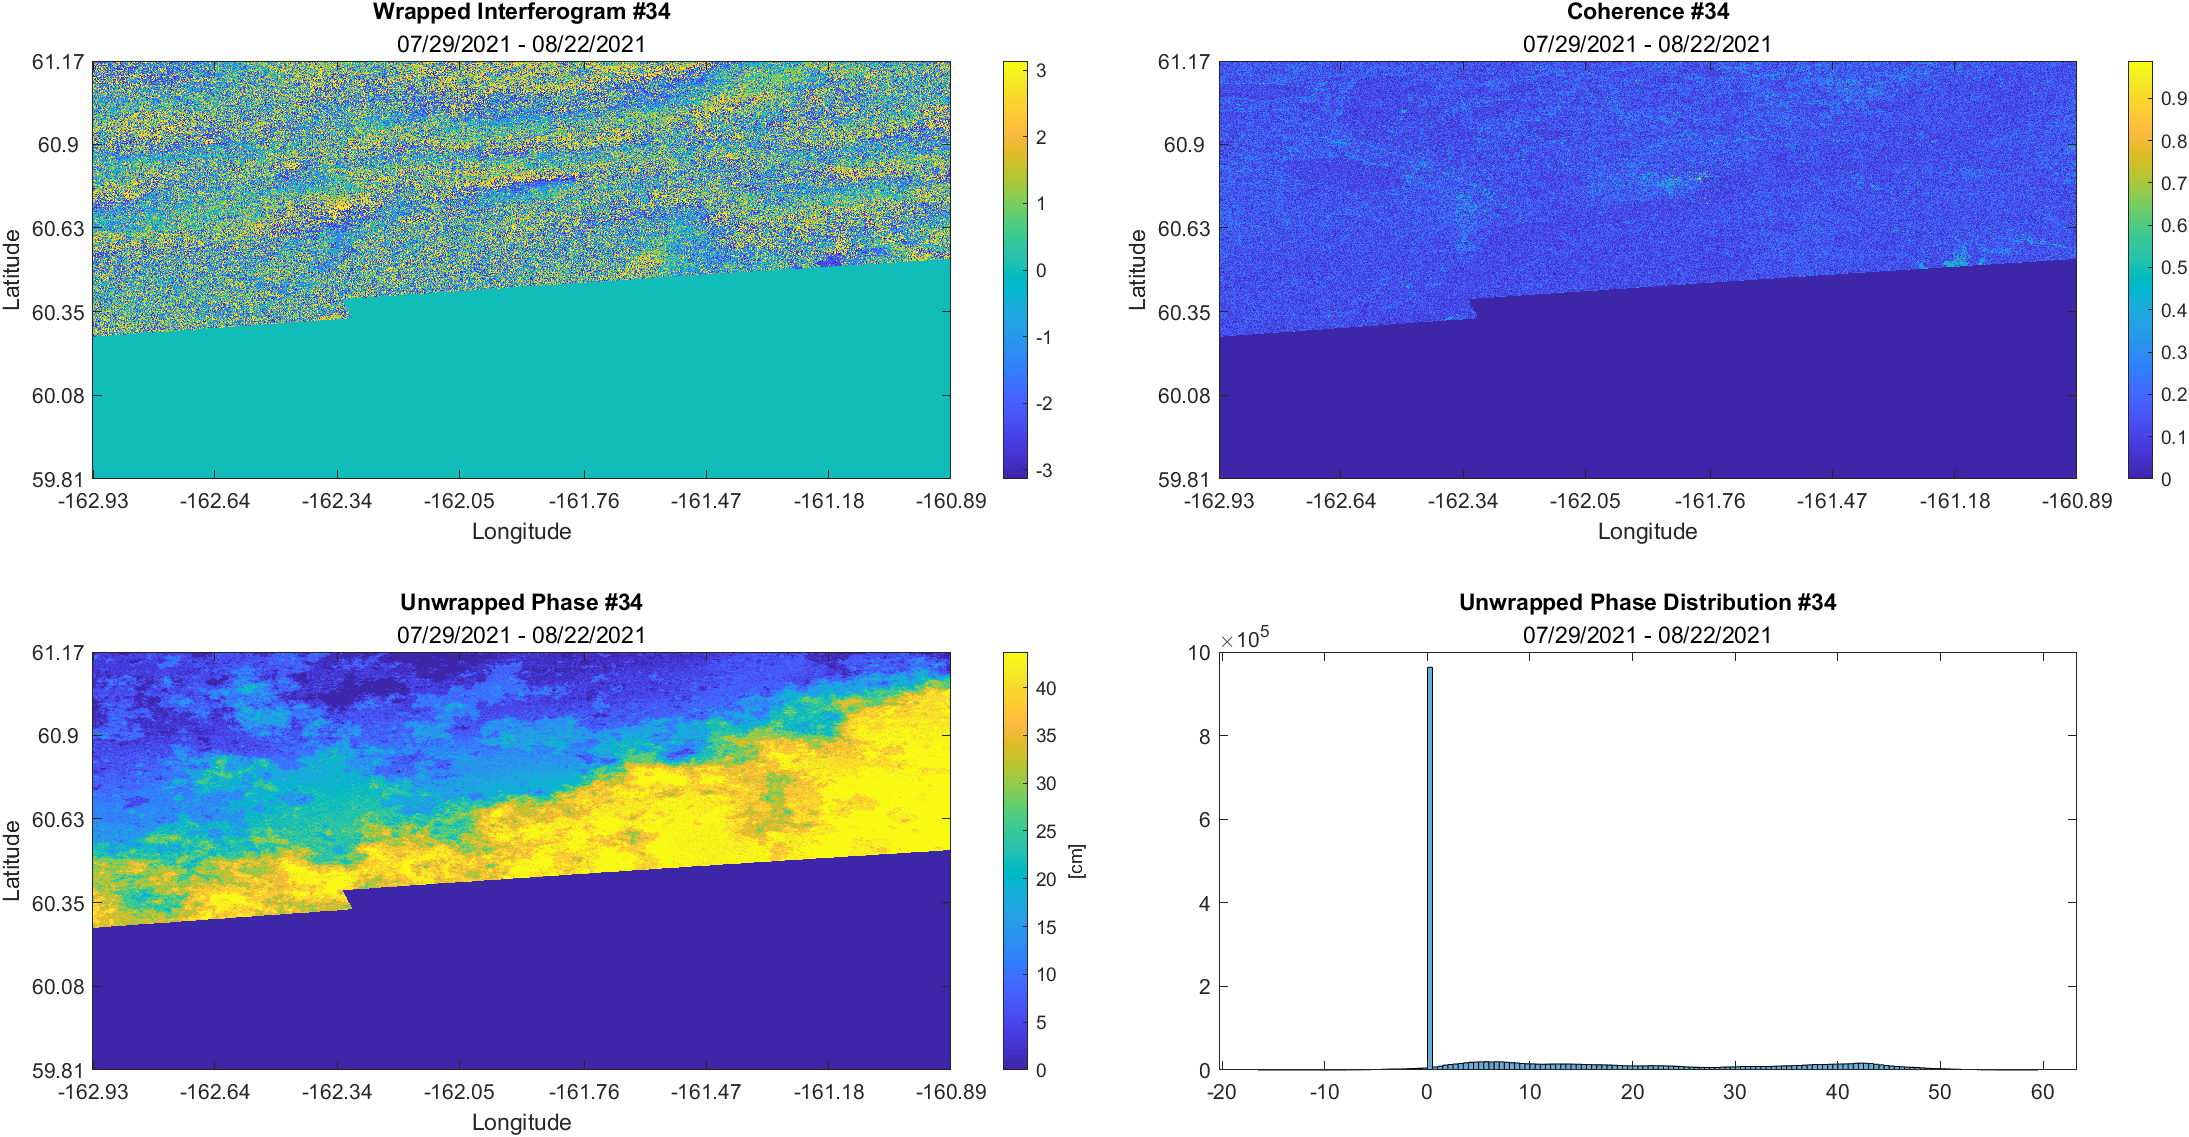 Wrapped Interferogram #34
07/29/2021 - 08/22/2021
61.17
60.9
60.63
60.35
60.08
59.81
Latitude
-162.93 -162.64 -162.34 -162.05 -161.76 -161.47 -161.18 -160.89
Longitude
3
2
1
0
-1
-2
-3
Coherence #34
07/29/2021 - 08/22/2021
61.17
60.9
60.63
60.35
60.08
59.81
Latitude
-162.93 -162.64 -162.34 -162.05 -161.76 -161.47 -161.18 -160.89
Longitude
0.9
0.8
0.7
0.6
0.5
0.4
0.3
0.2
0.1
0
Unwrapped Phase #34
07/29/2021 - 08/22/2021
61.17
60.9
60.63
60.35
60.08
59.81
Latitude
-162.93 -162.64 -162.34 -162.05 -161.76 -161.47 -161.18 -160.89
Longitude
40
35
30
25
20
15
10
5
0
[cm]
Unwrapped Phase Distribution #34
07/29/2021 - 08/22/2021
×10⁵
10
8
6
4
2
0
-20 -10 0 10 20 30 40 50 60